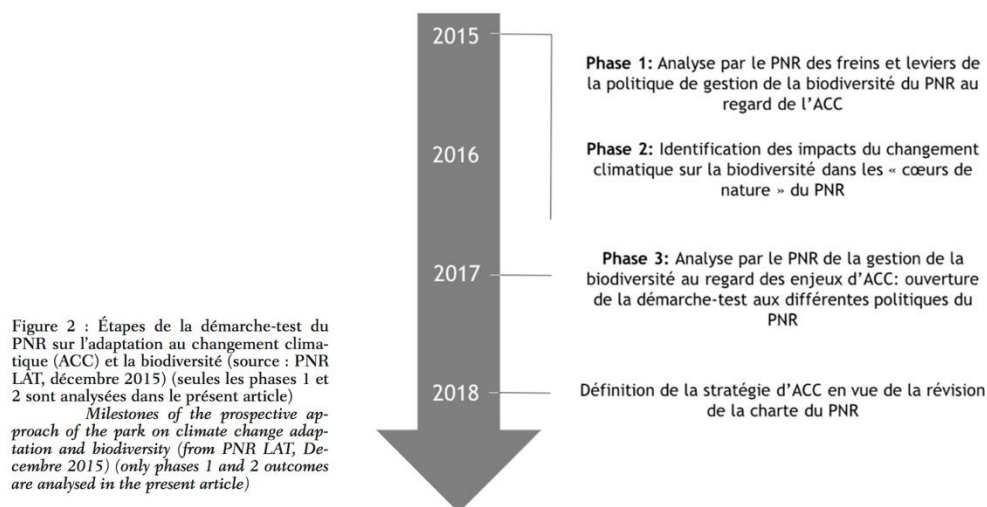 2015
Phase 1: Analyse par le PNR des freins et leviers de
la politique de gestion de la biodiversité du PNR au
regard de l'ACC
2016
Phase 2: Identification des impacts du changement
climatique sur la biodiversité dans les « cœurs de
nature » du PNR
2017
Phase 3: Analyse par le PNR de la gestion de la
biodiversité au regard des enjeux d'ACC: ouverture
de la démarche-test aux différentes politiques du
PNR
2018
Définition de la stratégie d'ACC en vue de la révision
de la charte du PNR
Figure 2 : Étapes de la démarche-test du
PNR sur l'adaptation au changement clima-
tique (ACC) et la biodiversité (source : PNR
LAT, décembre 2015) (seules les phases 1 et
2 sont analysées dans le présent article)
Milestones of the prospective ap-
proach of the park on climate change adap-
tation and biodiversity (from PNR LAT, De-
cembre 2015) (only phases 1 and 2 outcomes
are analysed in the present article)